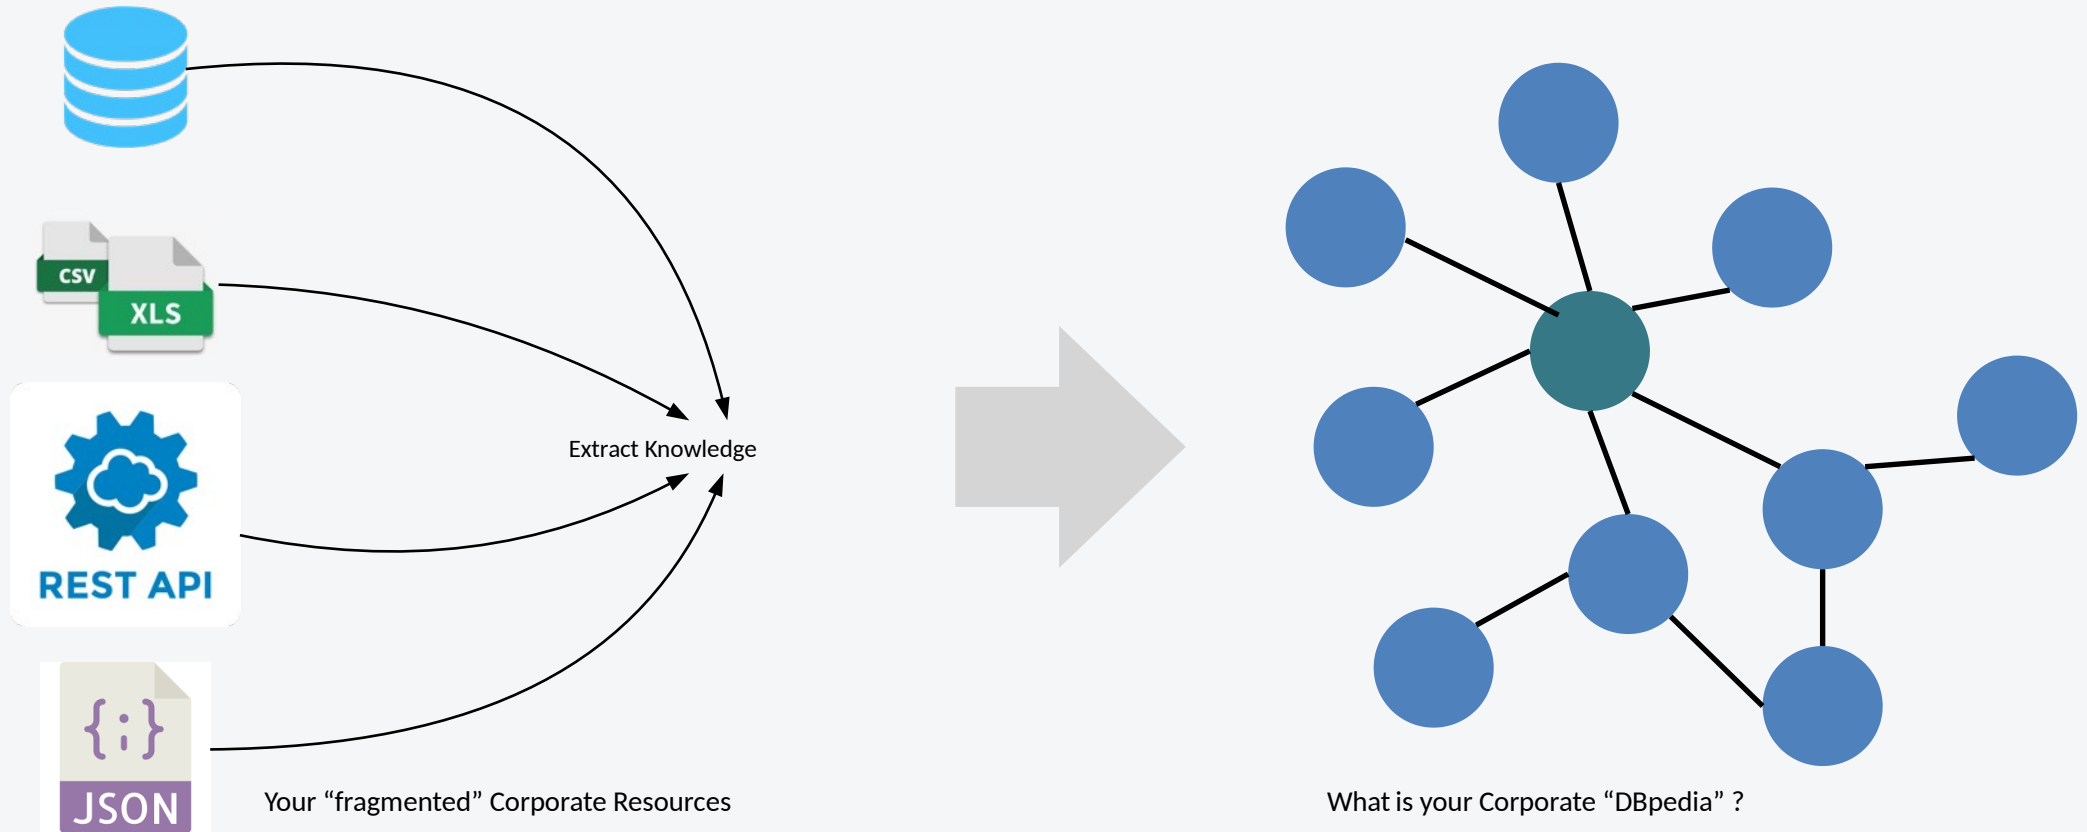 CSV
XLS
REST API
{;}
JSON
Extract Knowledge
Your “fragmented” Corporate Resources
What is your Corporate “DBpedia” ?